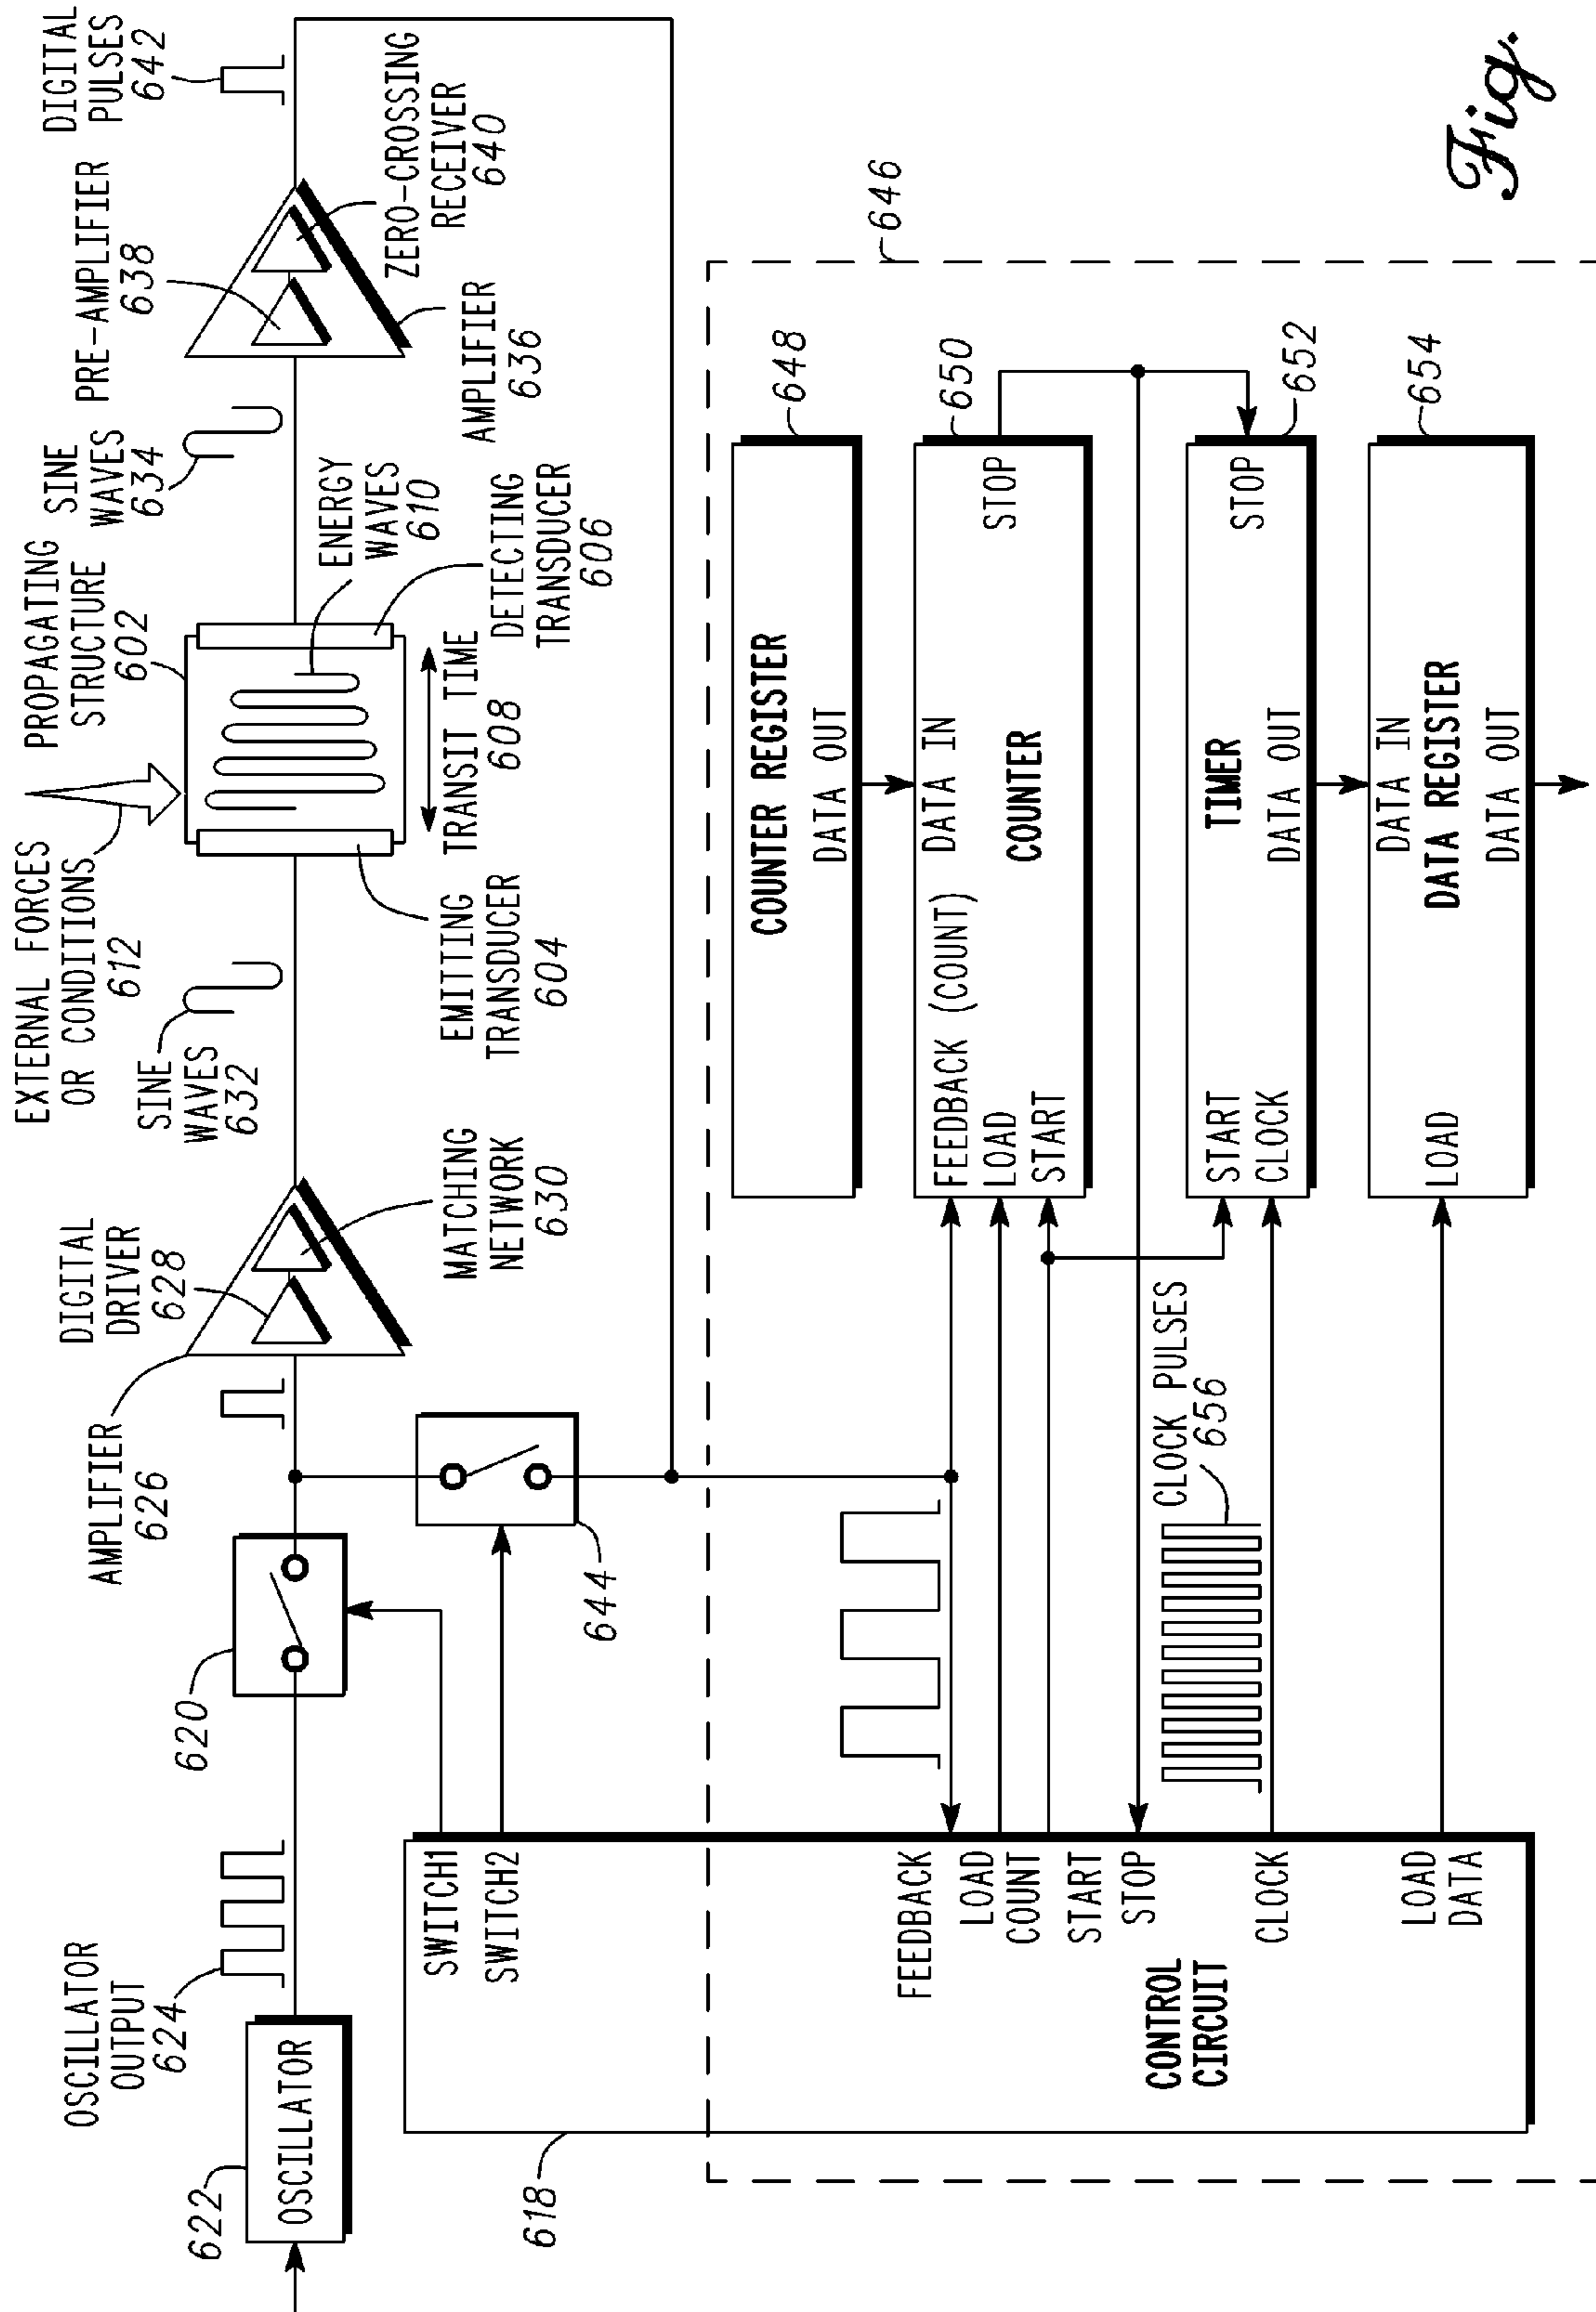 OSCILLATOR
OUTPUT
624
622
OSCILLATOR
620
AMPLIFIER
626
DIGITAL
DRIVER
628
MATCHING
NETWORK
630
644
EXTERNAL FORCES
OR CONDITIONS
612
SINE
WAVES
632
EMITTING
TRANSDUCER
604
PROPAGATING
STRUCTURE
602
TRANSIT TIME
608
ENERGY
WAVES
610
DETECTING
TRANSDUCER
606
SINE
WAVES
634
PRE-AMPLIFIER
638
AMPLIFIER
636
ZERO-CROSSING
RECEIVER
640
DIGITAL
PULSES
642
618
SWITCH1
SWITCH2
FEEDBACK
LOAD
COUNT
START
STOP
CLOCK
LOAD
DATA
CONTROL
CIRCUIT
CLOCK PULSES
656
646
COUNTER REGISTER
DATA OUT
648
FEEDBACK (COUNT)
LOAD
START
DATA IN
COUNTER
STOP
650
START
CLOCK
TIMER
DATA OUT
STOP
652
LOAD
DATA IN
DATA REGISTER
DATA OUT
654
Fig.